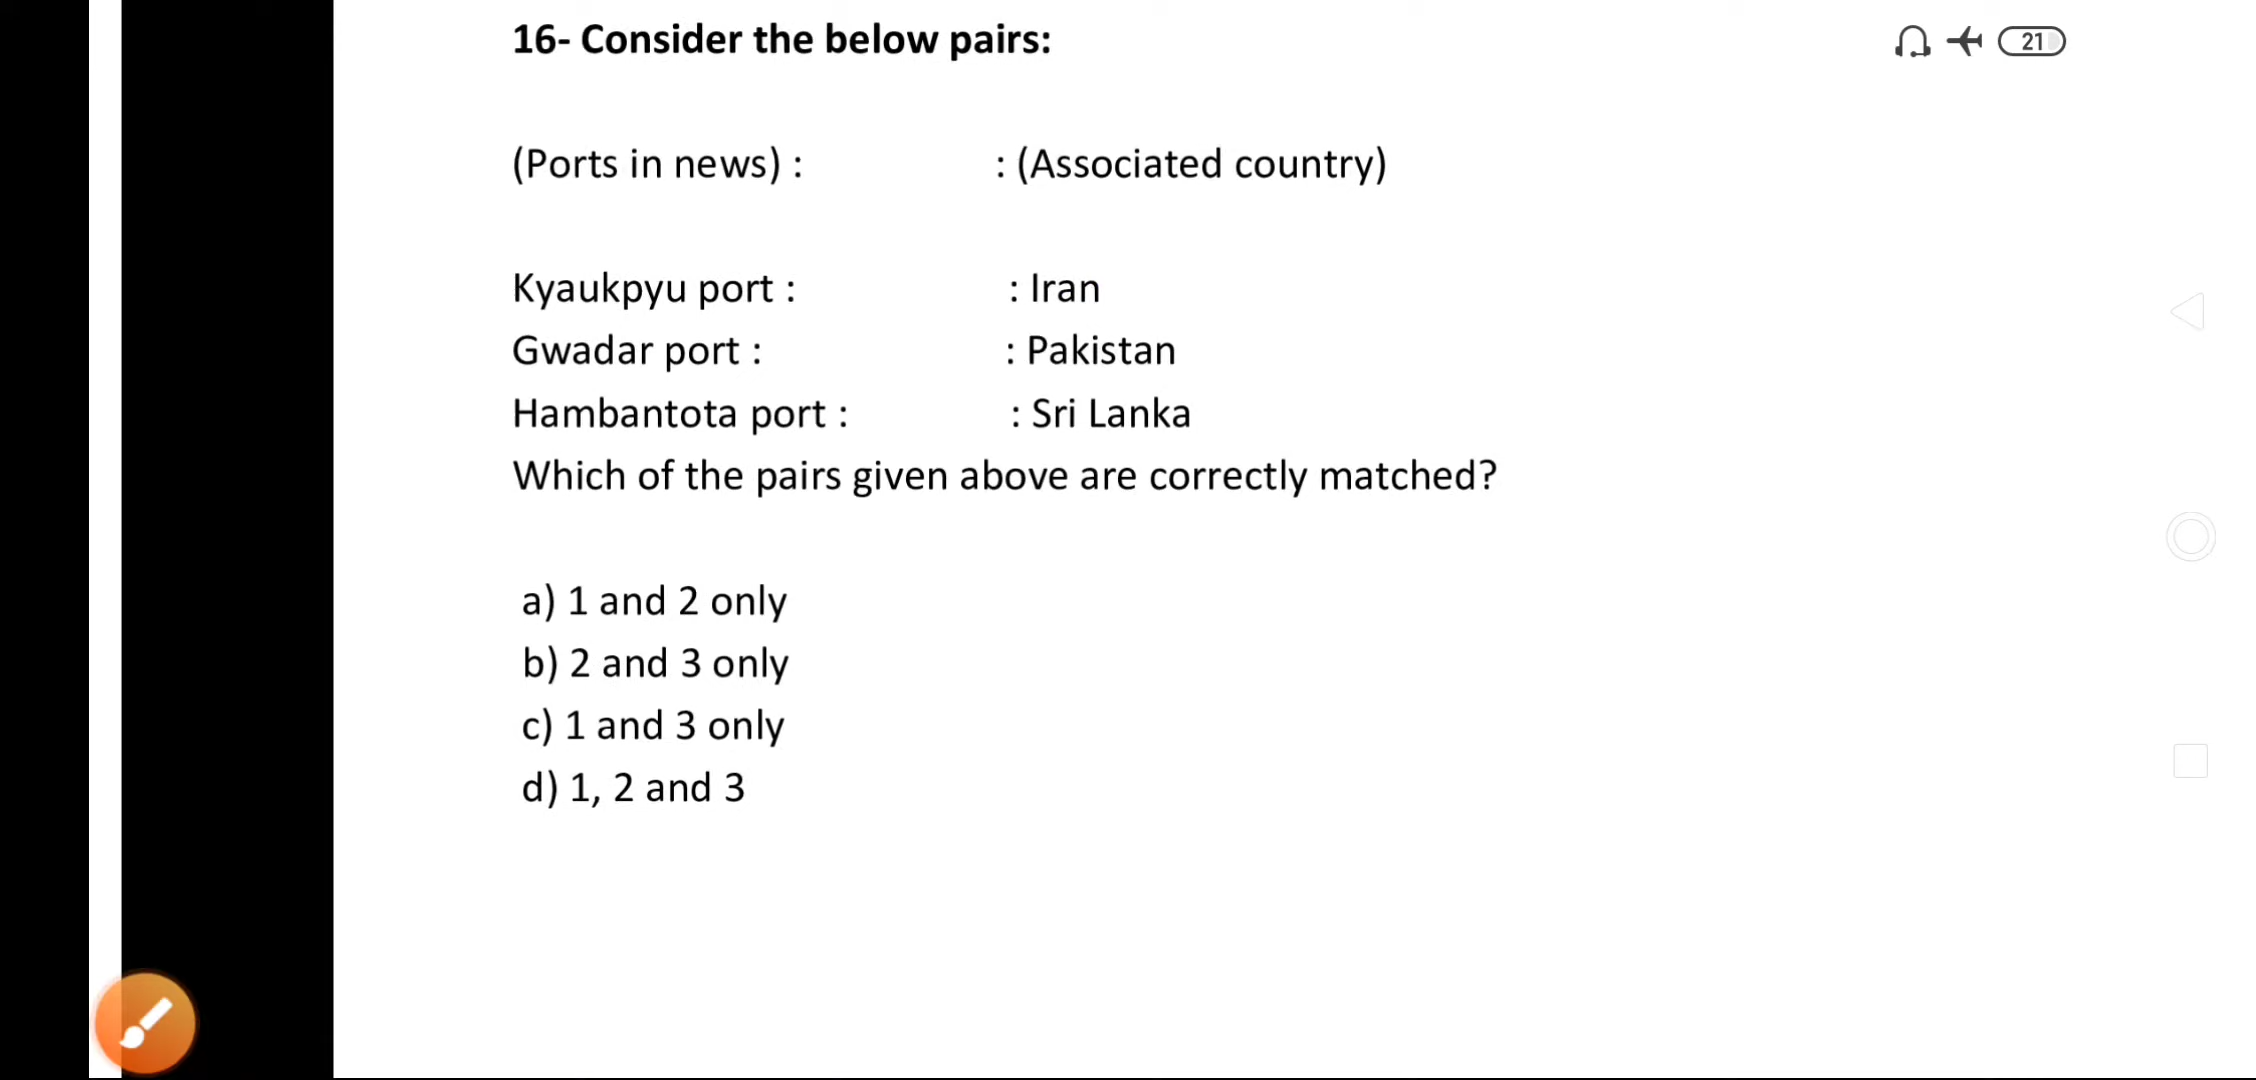 16- Consider the below pairs:
21
(Ports in news) : : (Associated country)
Kyaukpyu port : : Iran
Gwadar port : : Pakistan
Hambantota port : : Sri Lanka
Which of the pairs given above are correctly matched?
a) 1 and 2 only
b) 2 and 3 only
c) 1 and 3 only
d) 1, 2 and 3